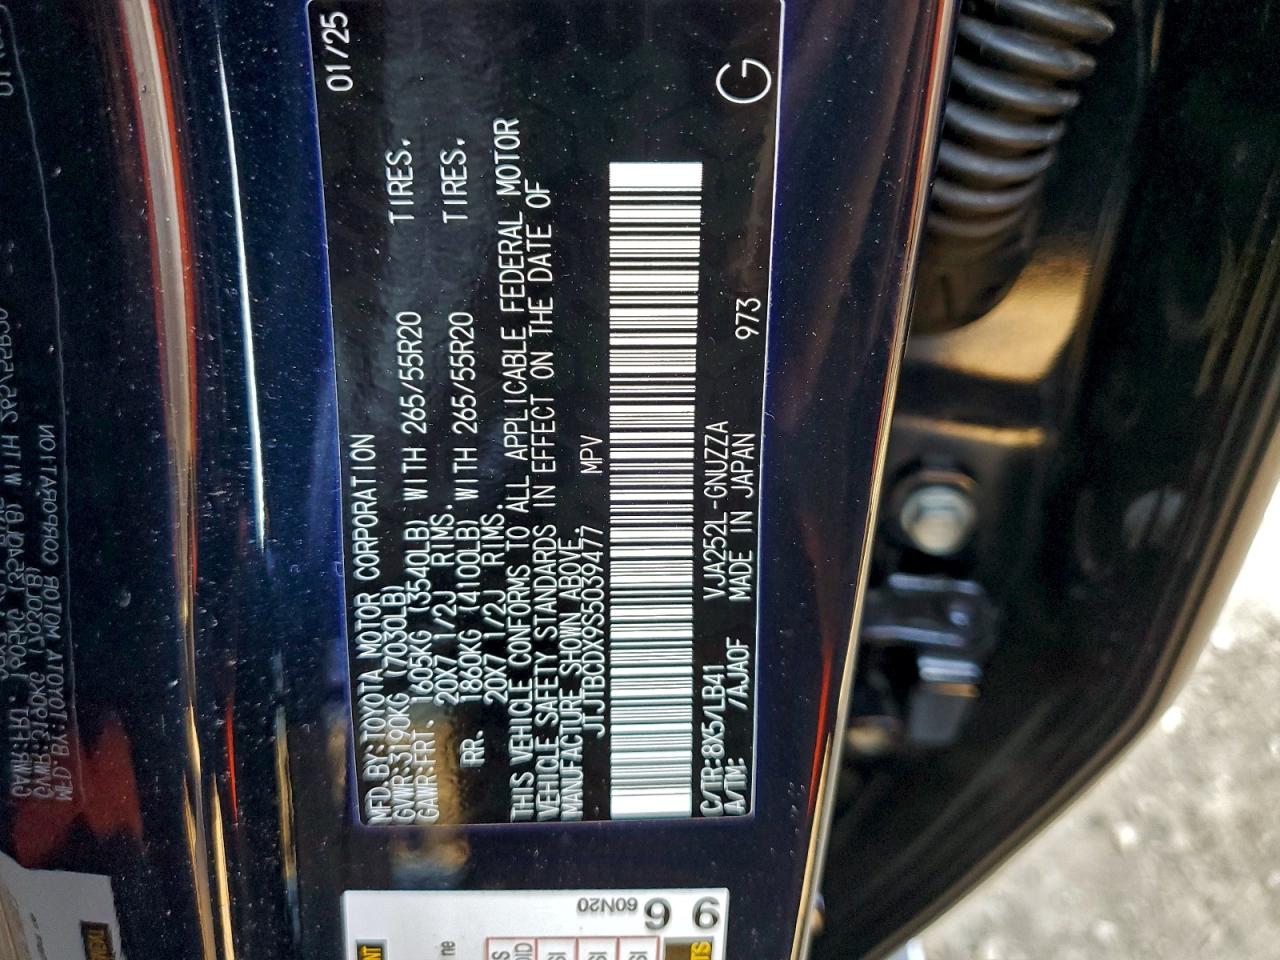 MFD.BY:TOYOTA MOTOR CORPORATION 01/25
GVWR:3190KG (7030LB)
GAWR:FRT. 1605KG (3540LB) WITH 265/55R20 TIRES,
20X7 1/2J RIMS.
RR. 1860KG (4100LB) WITH 265/55R20 TIRES,
20X7 1/2J RIMS.
THIS VEHICLE CONFORMS TO ALL APPLICABLE FEDERAL MOTOR
VEHICLE SAFETY STANDARDS IN EFFECT ON THE DATE OF
MANUFACTURE SHOWN ABOVE.
JTJTBCDX9S5039477 MPV
C/TR:8X5/LB41 VJA252L-GNUZZA
A/TM: /AJA0F MADE IN JAPAN 973 G
60N20